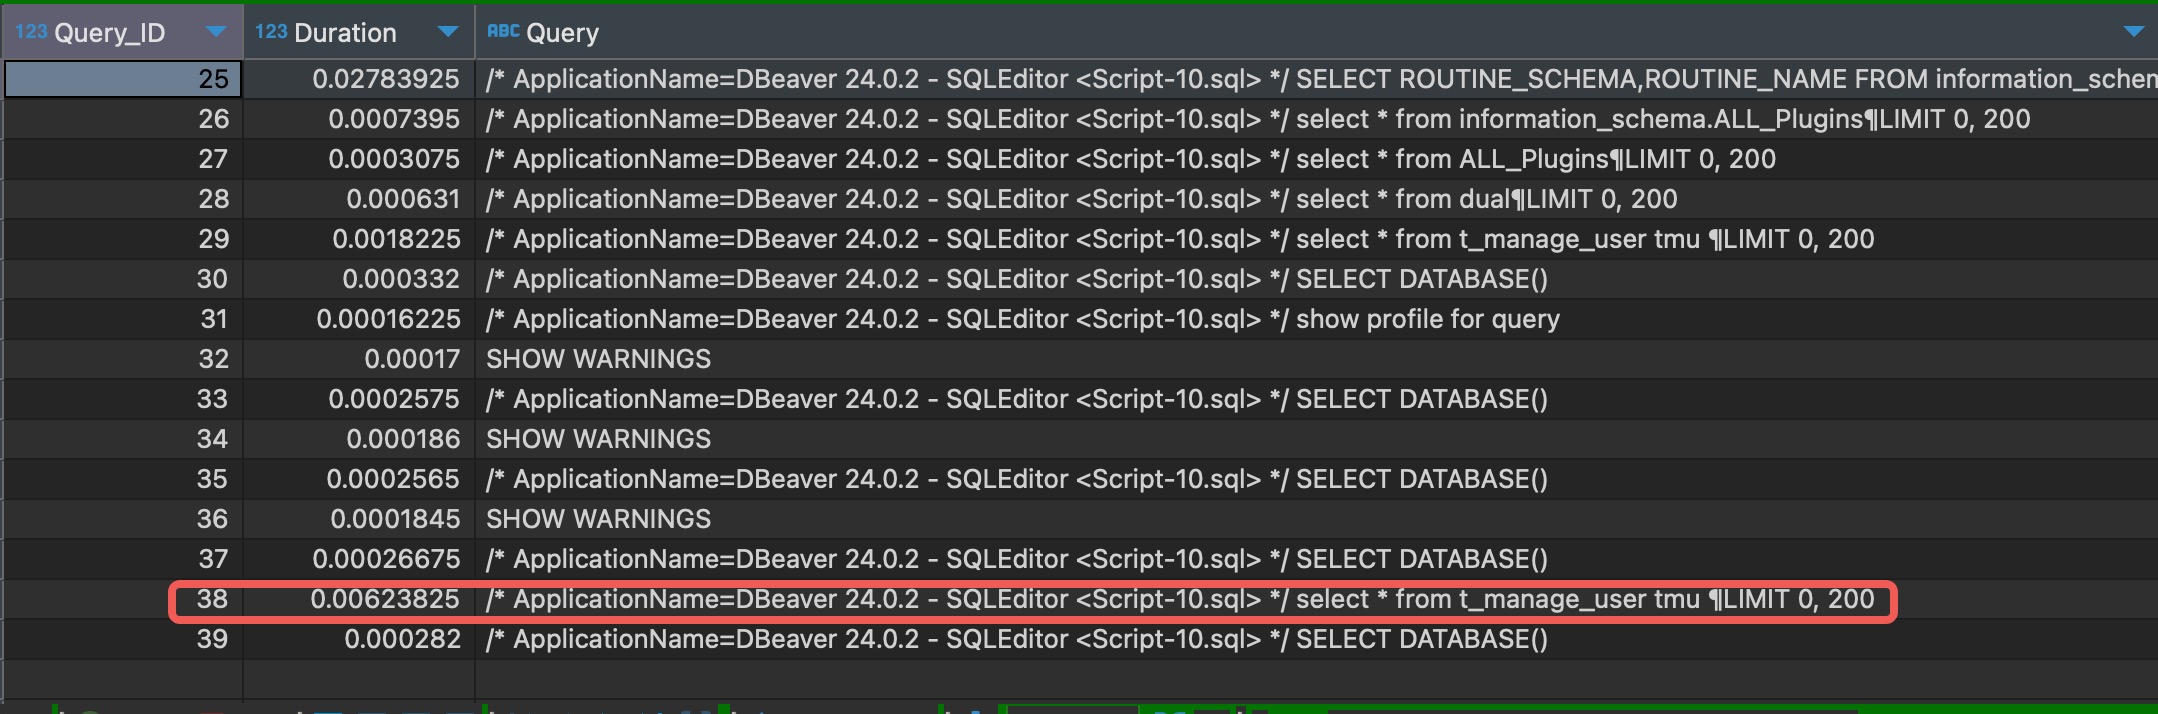 123 Query_ID 123 Duration ABC Query
25 0.02783925 /* ApplicationName=DBeaver 24.0.2 - SQLEditor <Script-10.sql> */ SELECT ROUTINE_SCHEMA,ROUTINE_NAME FROM information_schem
26 0.0007395 /* ApplicationName=DBeaver 24.0.2 - SQLEditor <Script-10.sql> */ select * from information_schema.ALL_Plugins¶LIMIT 0, 200
27 0.0003075 /* ApplicationName=DBeaver 24.0.2 - SQLEditor <Script-10.sql> */ select * from ALL_Plugins¶LIMIT 0, 200
28 0.000631 /* ApplicationName=DBeaver 24.0.2 - SQLEditor <Script-10.sql> */ select * from dual¶LIMIT 0, 200
29 0.0018225 /* ApplicationName=DBeaver 24.0.2 - SQLEditor <Script-10.sql> */ select * from t_manage_user tmu ¶LIMIT 0, 200
30 0.000332 /* ApplicationName=DBeaver 24.0.2 - SQLEditor <Script-10.sql> */ SELECT DATABASE()
31 0.00016225 /* ApplicationName=DBeaver 24.0.2 - SQLEditor <Script-10.sql> */ show profile for query
32 0.00017 SHOW WARNINGS
33 0.0002575 /* ApplicationName=DBeaver 24.0.2 - SQLEditor <Script-10.sql> */ SELECT DATABASE()
34 0.000186 SHOW WARNINGS
35 0.0002565 /* ApplicationName=DBeaver 24.0.2 - SQLEditor <Script-10.sql> */ SELECT DATABASE()
36 0.0001845 SHOW WARNINGS
37 0.00026675 /* ApplicationName=DBeaver 24.0.2 - SQLEditor <Script-10.sql> */ SELECT DATABASE()
38 0.00623825 /* ApplicationName=DBeaver 24.0.2 - SQLEditor <Script-10.sql> */ select * from t_manage_user tmu ¶LIMIT 0, 200
39 0.000282 /* ApplicationName=DBeaver 24.0.2 - SQLEditor <Script-10.sql> */ SELECT DATABASE()